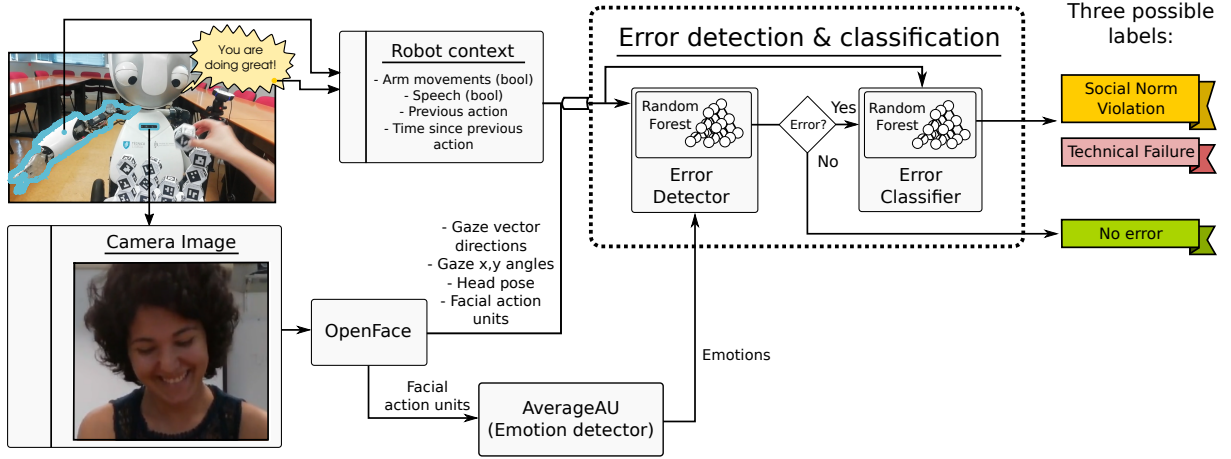 You are
doing great!
Robot context
- Arm movements (bool)
- Speech (bool)
- Previous action
- Time since previous
action
Error detection & classification
Random
Forest
Error
Detector
Error?
Yes
No
Random
Forest
Error
Classifier
Three possible
labels:
Social Norm
Violation
Technical Failure
No error
Camera Image
OpenFace
- Gaze vector
directions
- Gaze x,y angles
- Head pose
- Facial action
units
Facial
action units
AverageAU
(Emotion detector)
Emotions